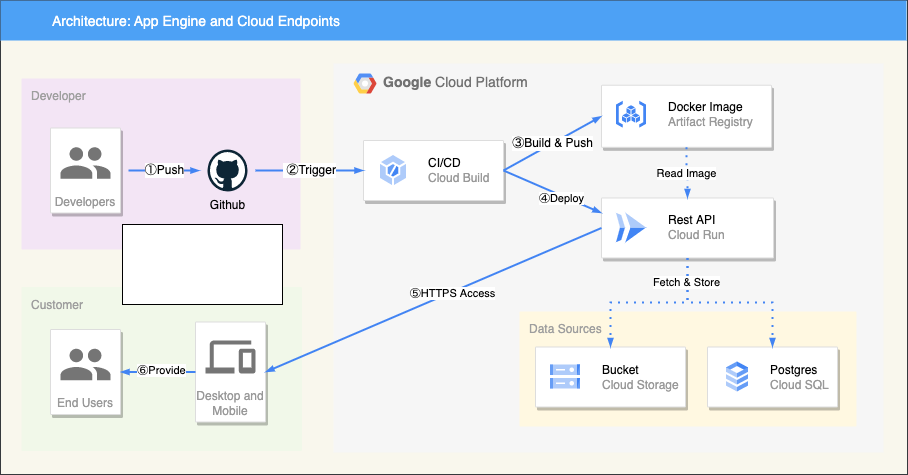 Architecture: App Engine and Cloud Endpoints
Google Cloud Platform
Developer
Developers
①Push
Github
②Trigger
CI/CD
Cloud Build
③Build & Push
Docker Image
Artifact Registry
Read Image
④Deploy
Rest API
Cloud Run
Fetch & Store
⑤HTTPS Access
Customer
End Users
⑥Provide
Desktop and
Mobile
Data Sources
Bucket
Cloud Storage
Postgres
Cloud SQL